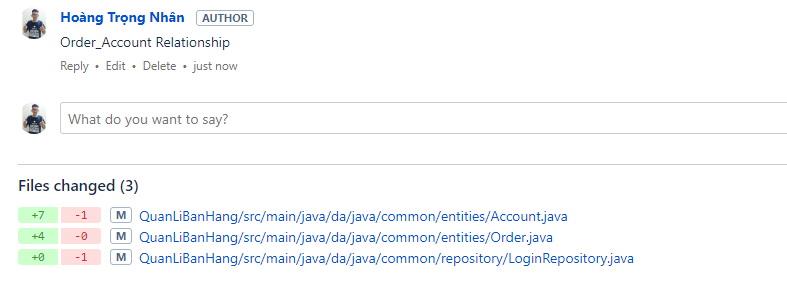 Hoàng Trọng Nhân AUTHOR
Order_Account Relationship
Reply • Edit • Delete • just now
What do you want to say?
Files changed (3)
+7 -1 M QuanLiBanHang/src/main/java/da/java/common/entities/Account.java
+4 -0 M QuanLiBanHang/src/main/java/da/java/common/entities/Order.java
+0 -1 M QuanLiBanHang/src/main/java/da/java/common/repository/LoginRepository.java